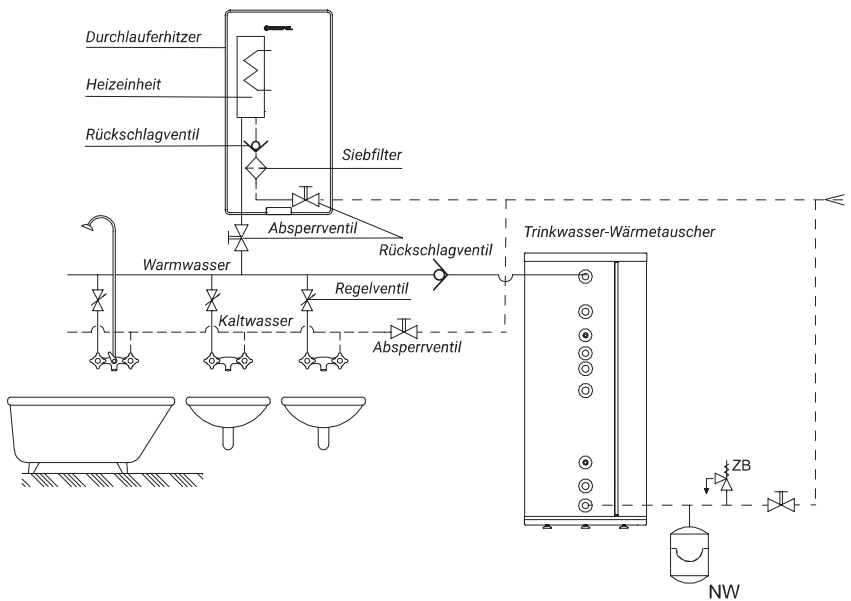 Durchlauferhitzer
Heizeinheit
Rückschlagventil
Siebfilter
Absperrventil
Trinkwasser-Wärmetauscher
Rückschlagventil
Warmwasser
Regelventil
Kaltwasser
Absperrventil
ZB
NW